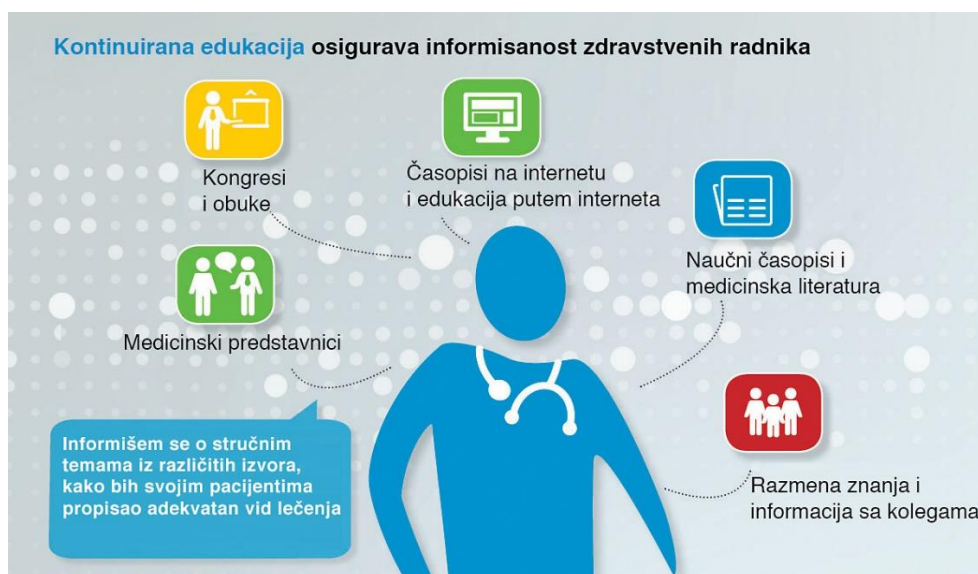 Kontinuirana edukacija osigurava informisanost zdravstvenih radnika
Kongresi
i obuke
Časopisi na internetu
i edukacija putem interneta
Naučni časopisi i
medicinska literatura
Medicinski predstavnici
Informišem se o stručnim
temama iz različitih izvora,
kako bih svojim pacijentima
propisao adekvatan vid lečenja
Razmena znanja i
informacija sa kolegama